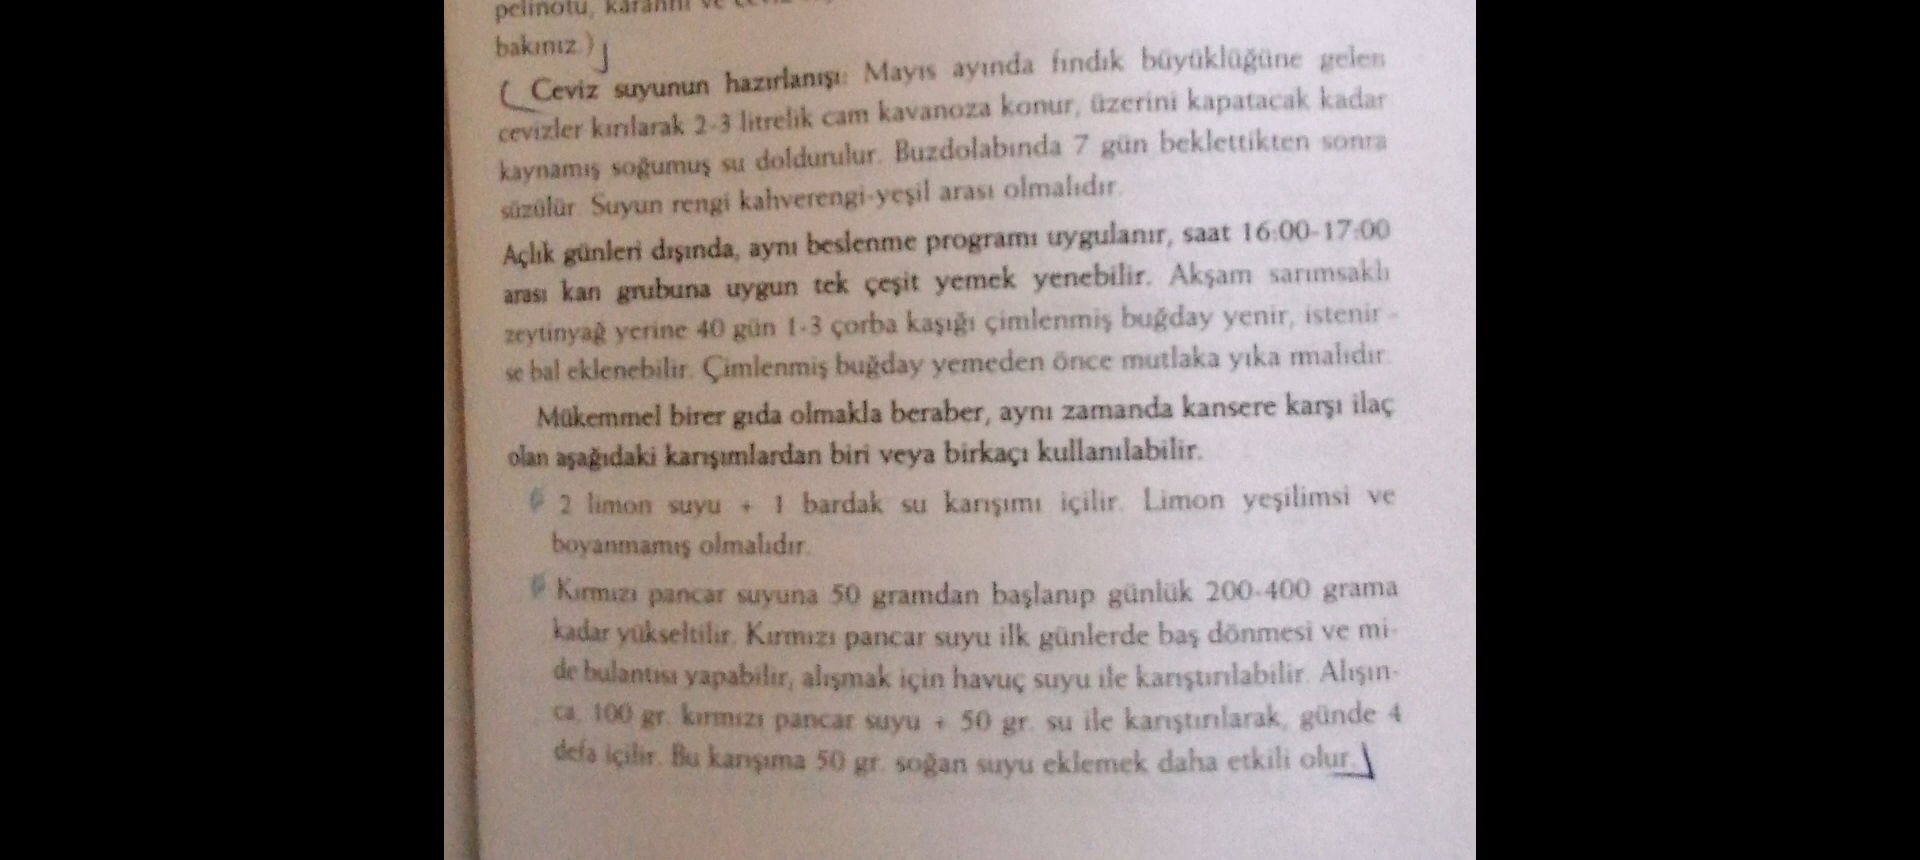 pelinotu,
bakınız.)
Ceviz suyunun hazırlanışı: Mayıs ayında fındık büyüklüğüne gelen
cevizler kırılarak 2-3 litrelik cam kavanoza konur, üzerini kapatacak kadar
kaynamış soğumuş su doldurulur. Buzdolabında 7 gün beklettikten sonra
süzülür. Suyun rengi kahverengi-yeşil arası olmalıdır.
Açlık günleri dışında, aynı beslenme programı uygulanır, saat 16:00-17:00
arası kan grubuna uygun tek çeşit yemek yenebilir. Akşam sarımsaklı
zeytinyağ yerine 40 gün 1-3 çorba kaşığı çimlenmiş buğday yenir, istenir-
se bal eklenebilir. Çimlenmiş buğday yemeden önce mutlaka yıkanmalıdır.
Mükemmel birer gıda olmakla beraber, aynı zamanda kansere karşı ilaç
olan aşağıdaki karışımlardan biri veya birkaçı kullanılabilir.
2 limon suyu + 1 bardak su karışımı içilir. Limon yeşilimsi ve
boyanmamış olmalıdır.
Kırmızı pancar suyuna 50 gramdan başlanıp günlük 200-400 grama
kadar yükseltilir. Kırmızı pancar suyu ilk günlerde baş dönmesi ve mi-
de bulantısı yapabilir, alışmak için havuç suyu ile karıştırılabilir. Alışın-
ca, 100 gr. kırmızı pancar suyu + 50 gr. su ile karıştırılarak, günde 4
defa içilir. Bu karışıma 50 gr. soğan suyu eklemek daha etkili olur.